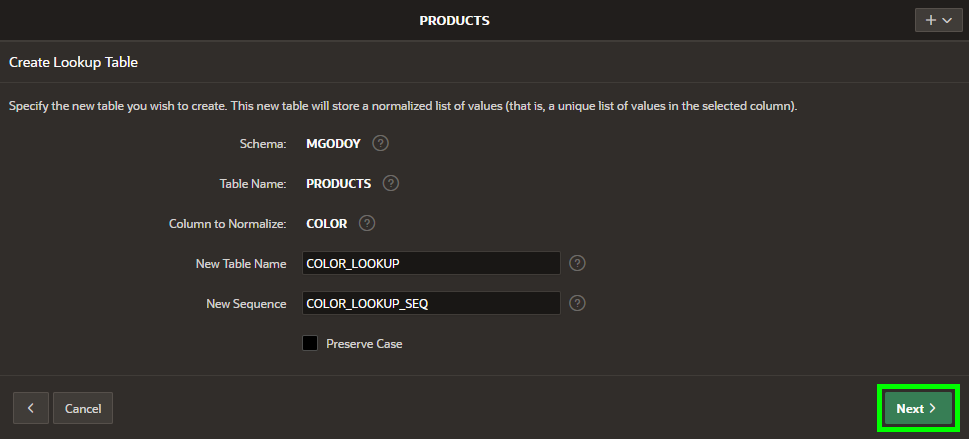 PRODUCTS
Create Lookup Table
Specify the new table you wish to create. This new table will store a normalized list of values (that is, a unique list of values in the selected column).
Schema: MGODOY ?
Table Name: PRODUCTS ?
Column to Normalize: COLOR ?
New Table Name COLOR_LOOKUP ?
New Sequence COLOR_LOOKUP_SEQ ?
Preserve Case
Cancel Next